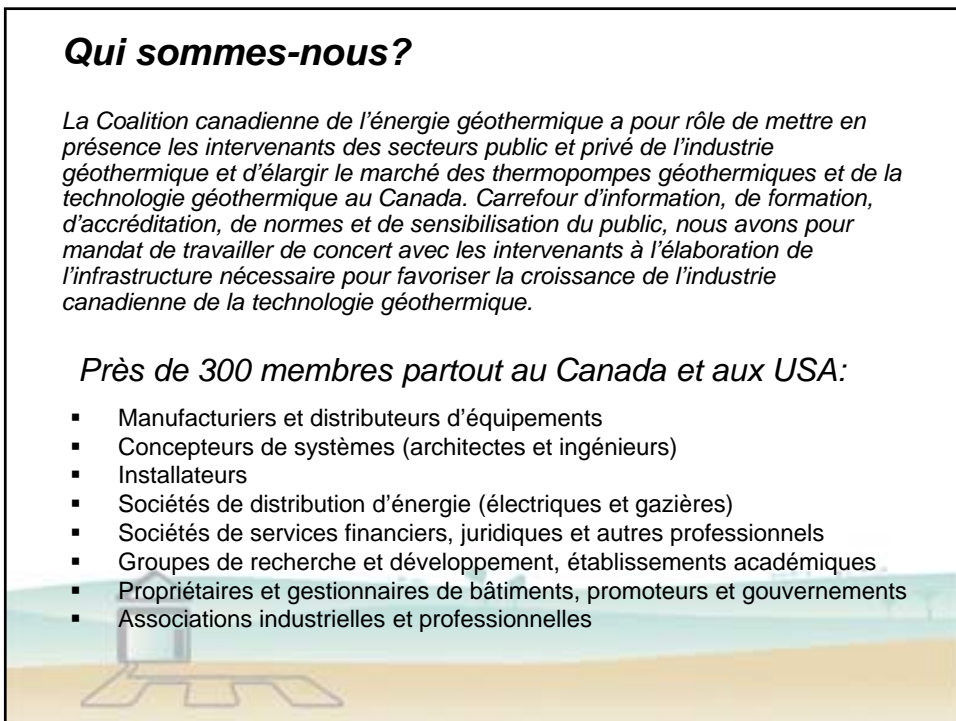 Qui sommes-nous?
La Coalition canadienne de l’énergie géothermique a pour rôle de mettre en
présence les intervenants des secteurs public et privé de l’industrie
géothermique et d’élargir le marché des thermopompes géothermiques et de la
technologie géothermique au Canada. Carrefour d’information, de formation,
d’accréditation, de normes et de sensibilisation du public, nous avons pour
mandat de travailler de concert avec les intervenants à l’élaboration de
l’infrastructure nécessaire pour favoriser la croissance de l’industrie
canadienne de la technologie géothermique.
Près de 300 membres partout au Canada et aux USA:
▪ Manufacturiers et distributeurs d’équipements
▪ Concepteurs de systèmes (architectes et ingénieurs)
▪ Installateurs
▪ Sociétés de distribution d’énergie (électriques et gazières)
▪ Sociétés de services financiers, juridiques et autres professionnels
▪ Groupes de recherche et développement, établissements académiques
▪ Propriétaires et gestionnaires de bâtiments, promoteurs et gouvernements
▪ Associations industrielles et professionnelles